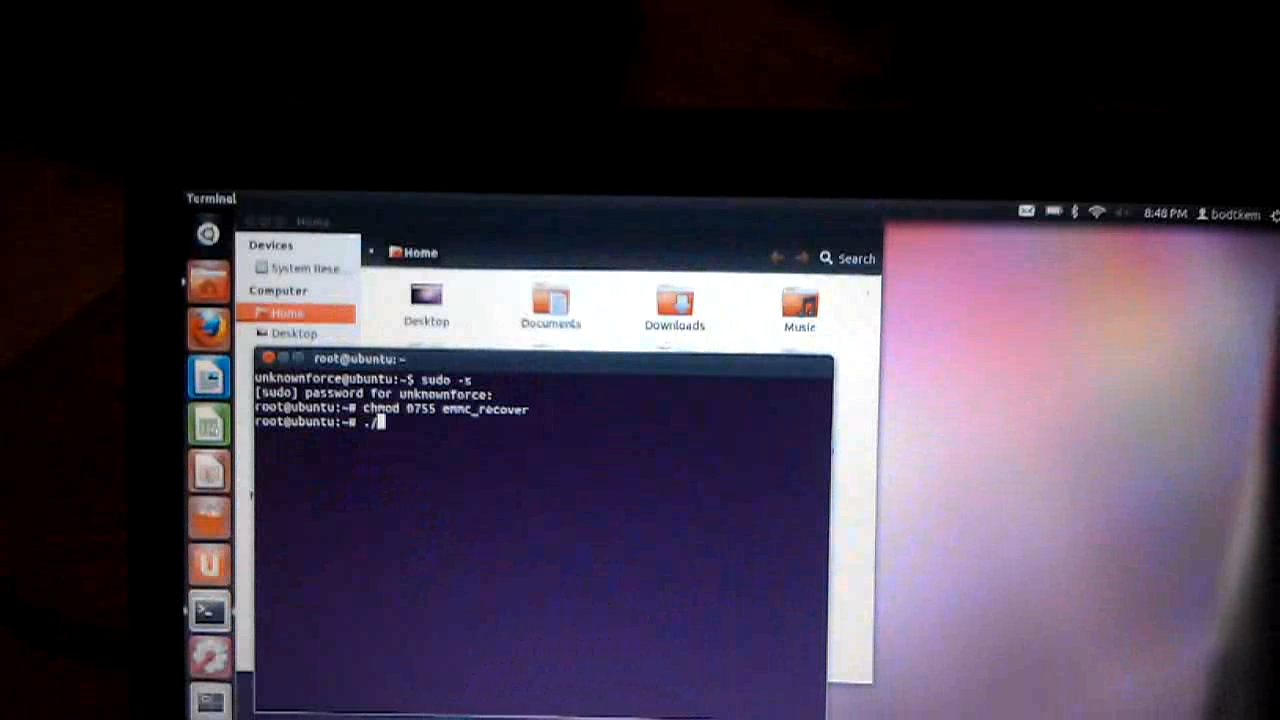 Terminal
8:48 PM bodtkem
Home
Devices
System Rese...
Computer
Home
Desktop
Home
Search
Desktop
Documents
Downloads
Music
root@ubuntu: ~
unknownforce@ubuntu:~$ sudo -s
[sudo] password for unknownforce:
root@ubuntu:~# chmod 0755 emmc_recover
root@ubuntu:~# ./